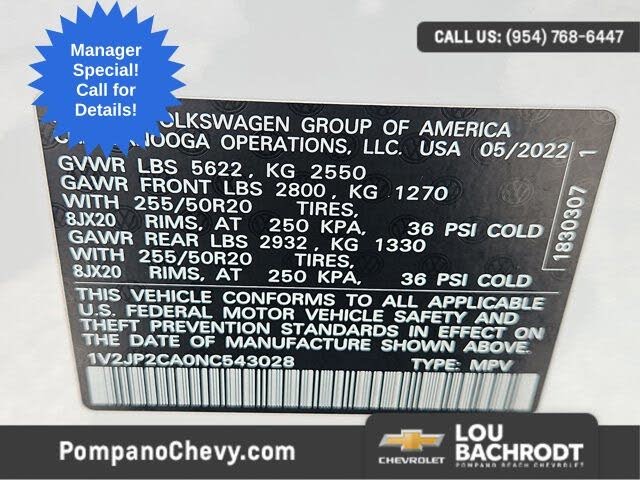 Manager
Special!
Call for
Details!
CALL US: (954) 768-6447
OLKSWAGEN GROUP OF AMERICA
OPERATIONS, LLC. USA 05/2022
GVWR LBS 5622, KG 2550
GAWR FRONT LBS 2800, KG 1270
WITH 255/50R20 TIRES,
8JX20 RIMS, AT 250 KPA, 36 PSI COLD
GAWR REAR LBS 2932, KG 1330
WITH 255/50R20 TIRES,
8JX20 RIMS, AT 250 KPA, 36 PSI COLD
THIS VEHICLE CONFORMS TO ALL APPLICABLE
U.S. FEDERAL MOTOR VEHICLE SAFETY AND
THEFT PREVENTION STANDARDS IN EFFECT ON
THE DATE OF MANUFACTURE SHOWN ABOVE.
1V2JP2CA0NC543028 TYPE: MPV
1830307 1
PompanoChevy.com
CHEVROLET
LOU
BACHRODT
POMPANO BEACH CHEVROLET